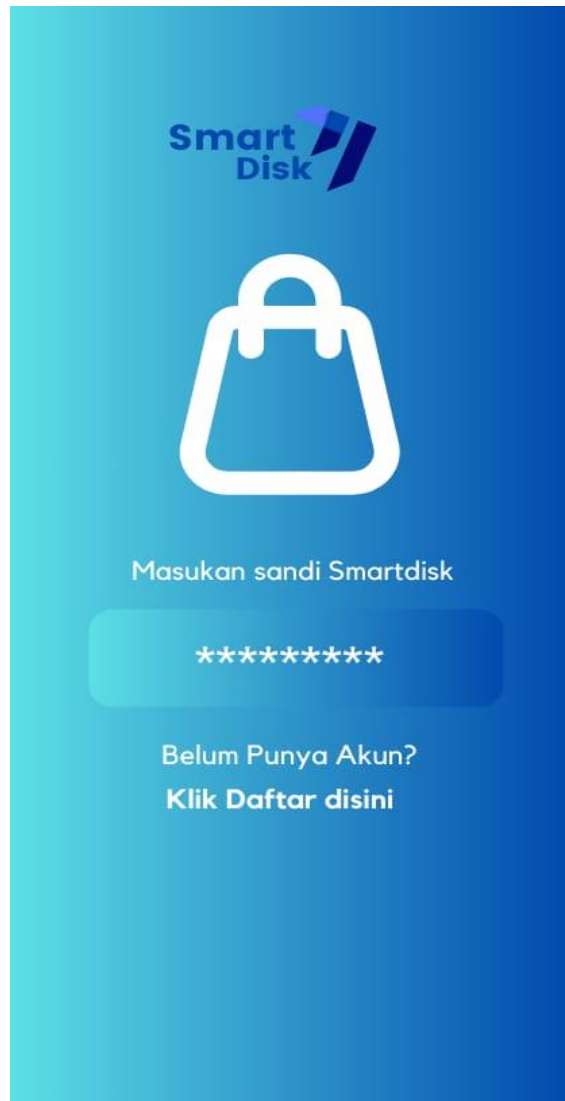 Smart
Disk
Masukan sandi Smartdisk
*********
Belum Punya Akun?
Klik Daftar disini